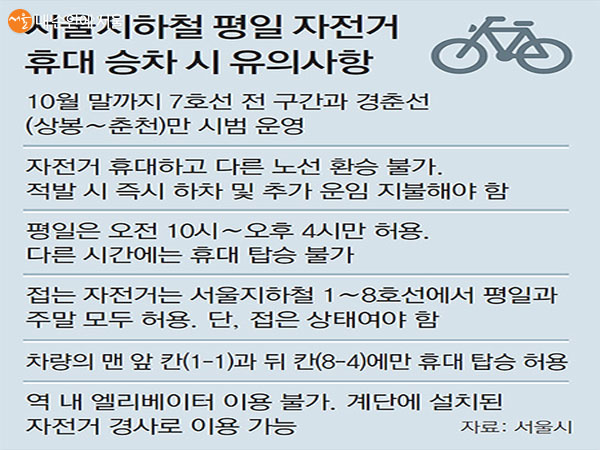 서울지하철 평일 자전거
휴대 승차 시 유의사항
10월 말까지 7호선 전 구간과 경춘선
(상봉~춘천)만 시범 운영
자전거 휴대하고 다른 노선 환승 불가.
적발 시 즉시 하차 및 추가 운임 지불해야 함
평일은 오전 10시~오후 4시만 허용.
다른 시간에는 휴대 탑승 불가
접는 자전거는 서울지하철 1~8호선에서 평일과
주말 모두 허용. 단, 접은 상태여야 함
차량의 맨 앞 칸(1-1)과 뒤 칸(8-4)에만 휴대 탑승 허용
역 내 엘리베이터 이용 불가. 계단에 설치된
자전거 경사로 이용 가능
자료: 서울시